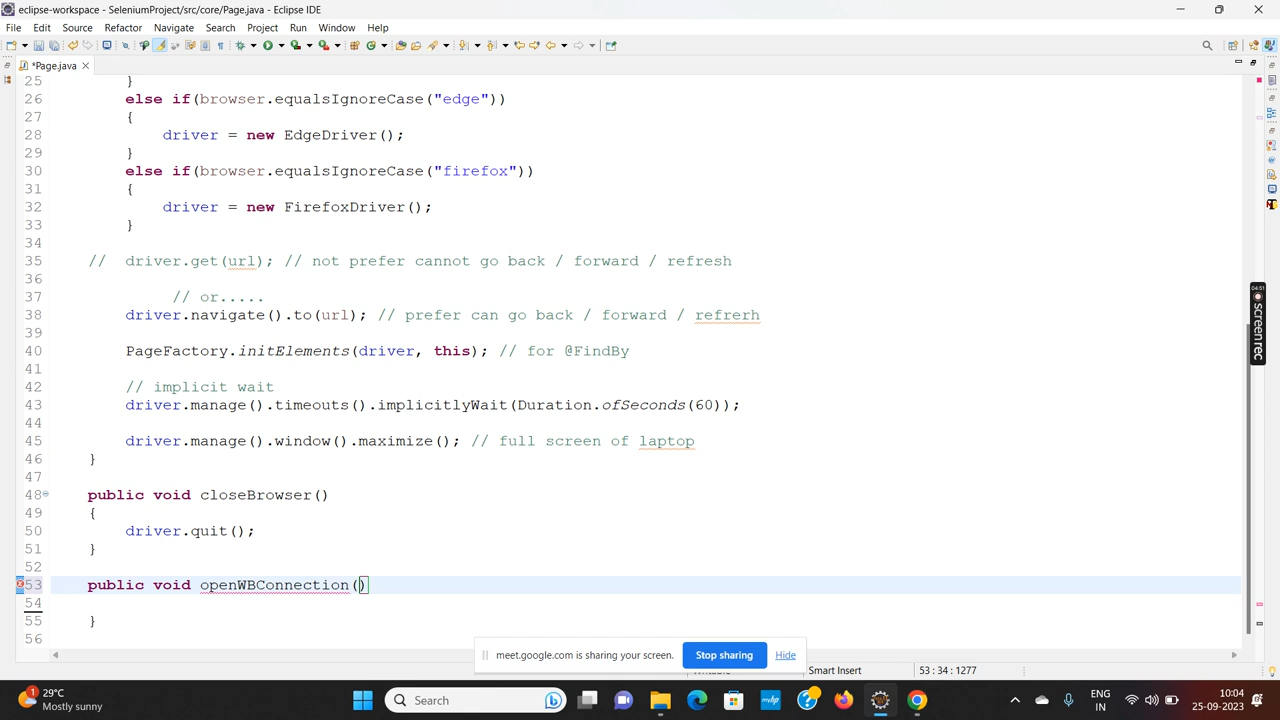 eclipse-workspace - SeleniumProject/src/core/Page.java - Eclipse IDE
File Edit Source Refactor Navigate Search Project Run Window Help
*Page.java
25 }
26 else if(browser.equalsIgnoreCase("edge"))
27 {
28 driver = new EdgeDriver();
29 }
30 else if(browser.equalsIgnoreCase("firefox"))
31 {
32 driver = new FirefoxDriver();
33 }
34
35 // driver.get(url); // not prefer cannot go back / forward / refresh
36
37 // or.....
38 driver.navigate().to(url); // prefer can go back / forward / refrerh
39
40 PageFactory.initElements(driver, this); // for @FindBy
41
42 // implicit wait
43 driver.manage().timeouts().implicitlyWait(Duration.ofSeconds(60));
44
45 driver.manage().window().maximize(); // full screen of laptop
46 }
47
48 public void closeBrowser()
49 {
50 driver.quit();
51 }
52
53 public void openWBConnection()
54
55 }
56
04:51
screenrec
meet.google.com is sharing your screen. Stop sharing Hide
Smart Insert 53 : 34 : 1277
29°C
Mostly sunny
Search
ENG
IN
10:04
25-09-2023